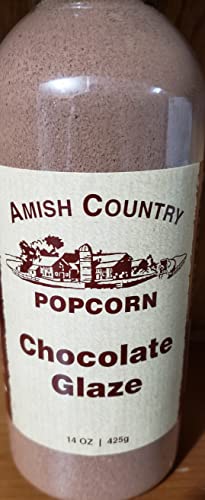 AMISH COUNTRY
POPCORN
Chocolate
Glaze
14 OZ | 425g